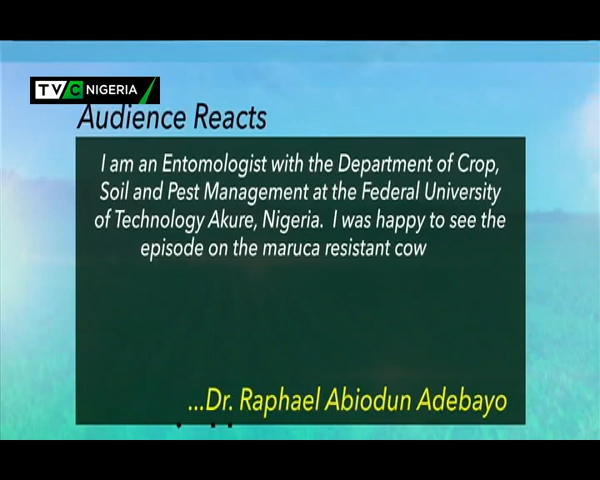 TVC NIGERIA
Audience Reacts
I am an Entomologist with the Department of Crop,
Soil and Pest Management at the Federal University
of Technology Akure, Nigeria. I was happy to see the
episode on the maruca resistant cow
...Dr. Raphael Abiodun Adebayo